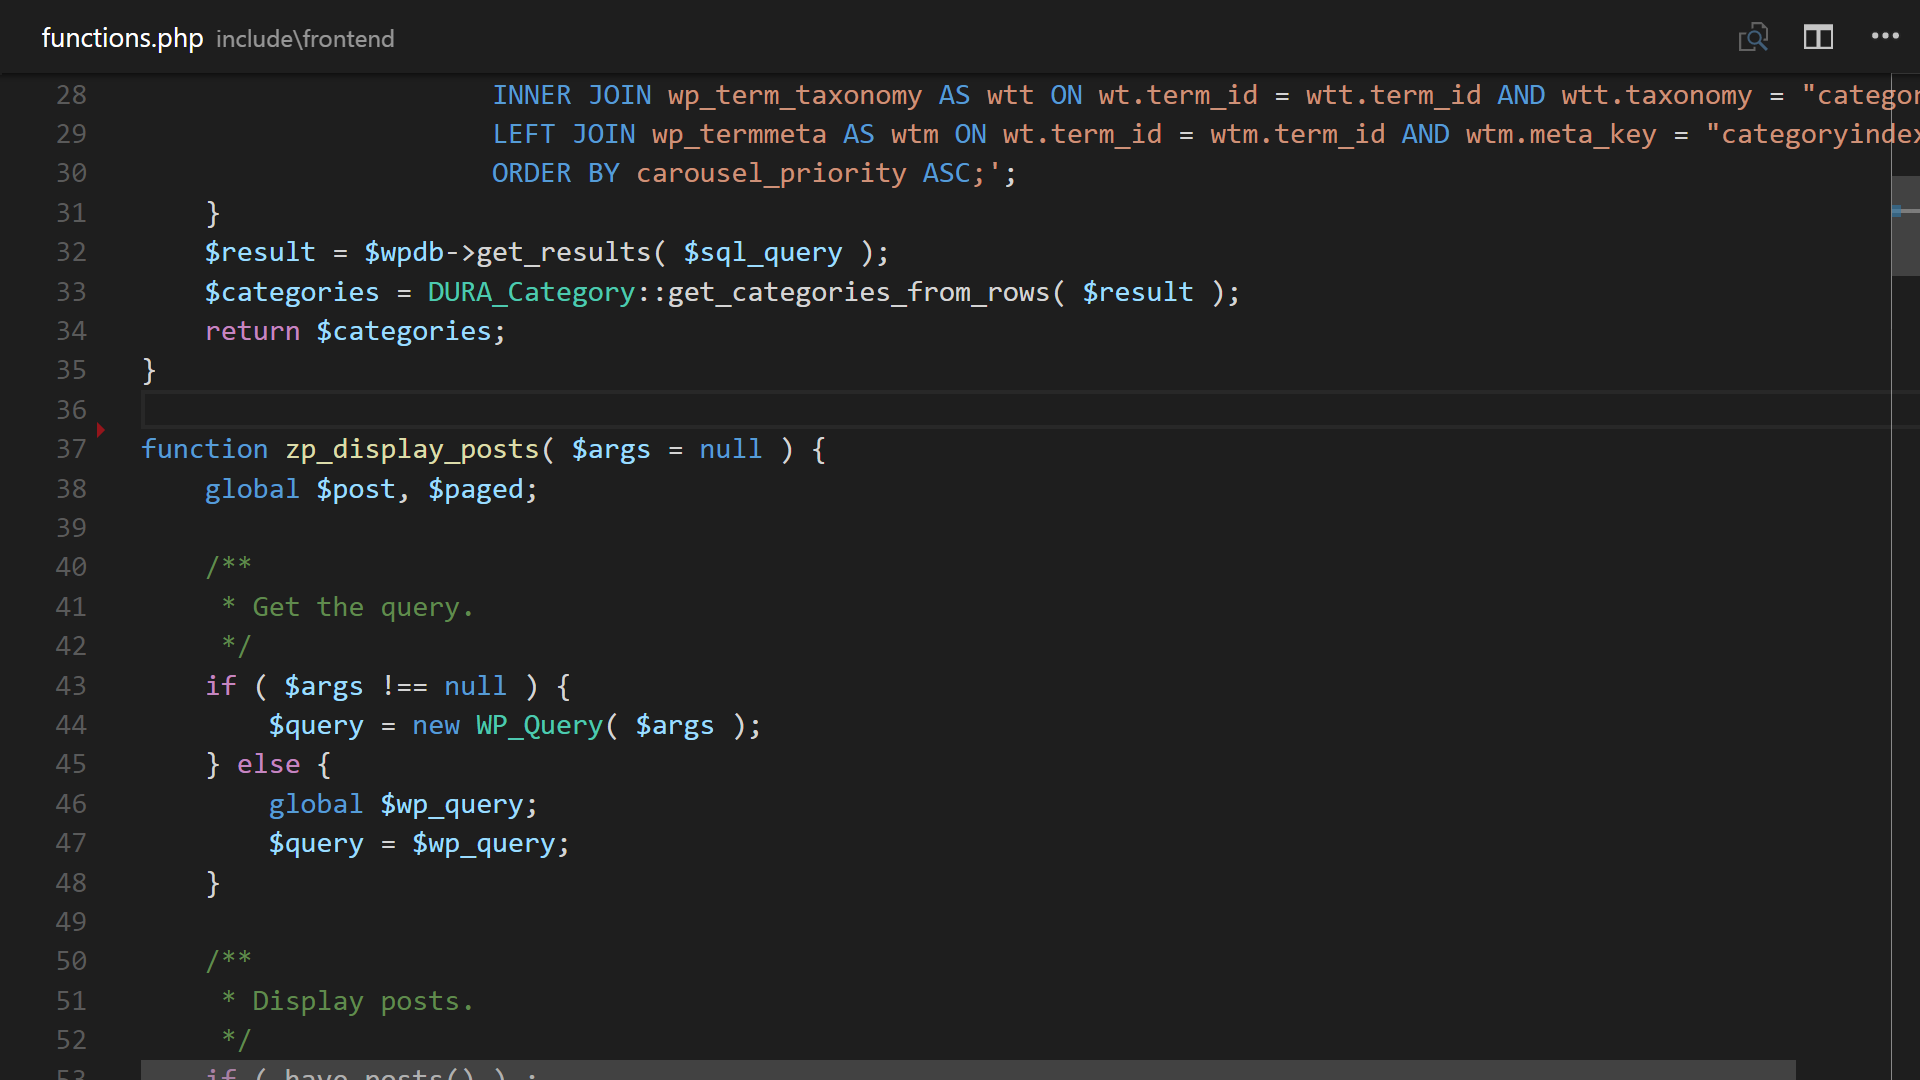 functions.php include\frontend
28 INNER JOIN wp_term_taxonomy AS wtt ON wt.term_id = wtt.term_id AND wtt.taxonomy = "categor
29 LEFT JOIN wp_termmeta AS wtm ON wt.term_id = wtm.term_id AND wtm.meta_key = "categoryindex
30 ORDER BY carousel_priority ASC;';
31 }
32 $result = $wpdb->get_results( $sql_query );
33 $categories = DURA_Category::get_categories_from_rows( $result );
34 return $categories;
35 }
36
37 function zp_display_posts( $args = null ) {
38 global $post, $paged;
39
40 /**
41 * Get the query.
42 */
43 if ( $args !== null ) {
44 $query = new WP_Query( $args );
45 } else {
46 global $wp_query;
47 $query = $wp_query;
48 }
49
50 /**
51 * Display posts.
52 */
53 if ( have_posts() ) :